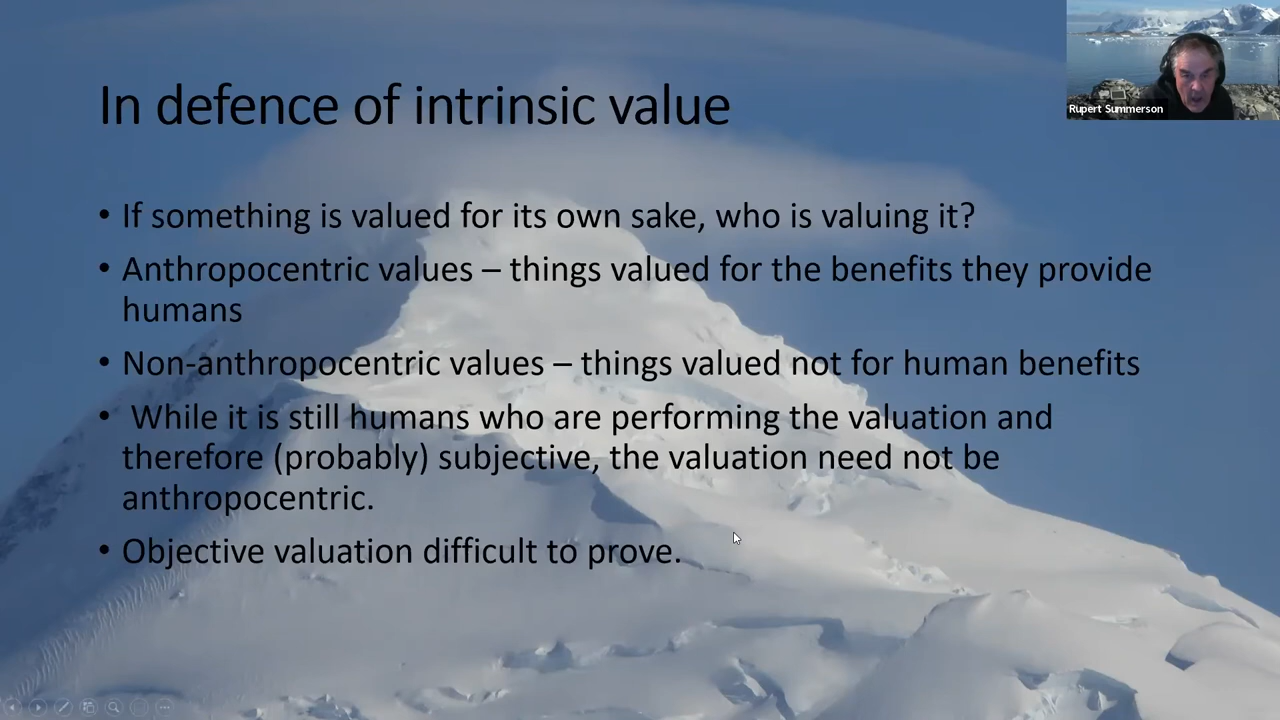 In defence of intrinsic value
Rupert Summerson
• If something is valued for its own sake, who is valuing it?
• Anthropocentric values – things valued for the benefits they provide
humans
• Non-anthropocentric values – things valued not for human benefits
• While it is still humans who are performing the valuation and
therefore (probably) subjective, the valuation need not be
anthropocentric.
• Objective valuation difficult to prove.